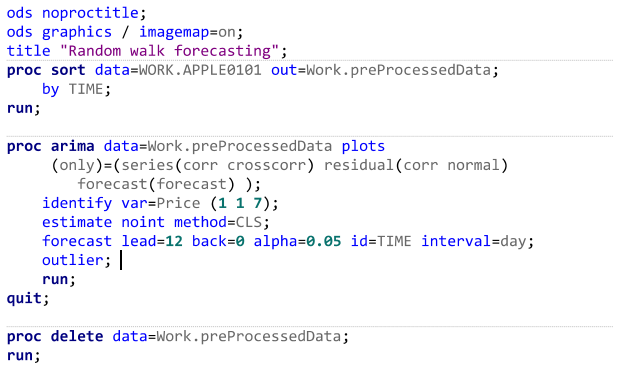 ods noproctitle;
ods graphics / imagemap=on;
title "Random walk forecasting";
proc sort data=WORK.APPLE0101 out=Work.preProcessedData;
by TIME;
run;
proc arima data=Work.preProcessedData plots
(only)=(series(corr crosscorr) residual(corr normal)
forecast(forecast) );
identify var=Price (1 1 7);
estimate noint method=CLS;
forecast lead=12 back=0 alpha=0.05 id=TIME interval=day;
outlier;
run;
quit;
proc delete data=Work.preProcessedData;
run;